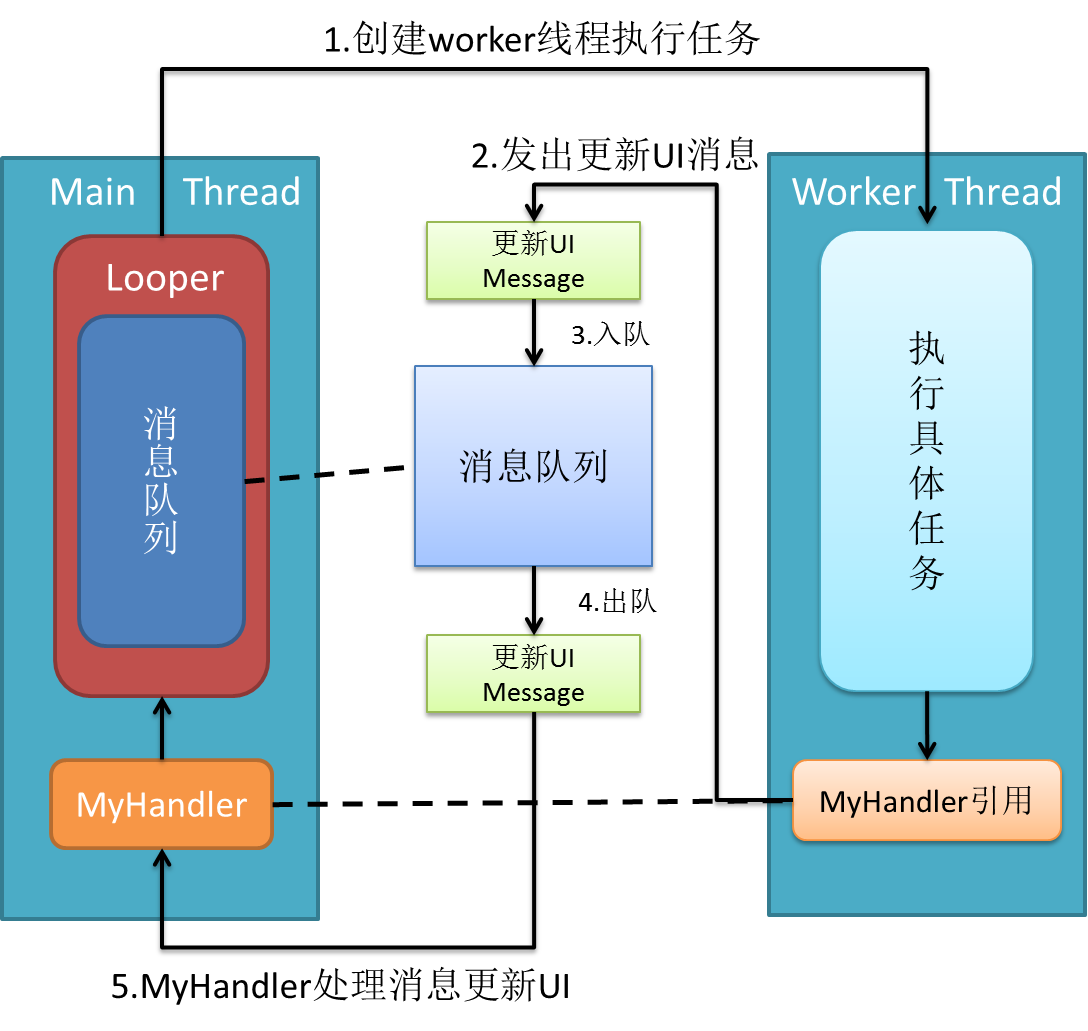 1.创建worker线程执行任务
2.发出更新UI消息
Main Thread
Worker Thread
Looper
更新UI
Message
3.入队
消息队列
消息队列
执行具体任务
4.出队
更新UI
Message
MyHandler
MyHandler引用
5.MyHandler处理消息更新UI